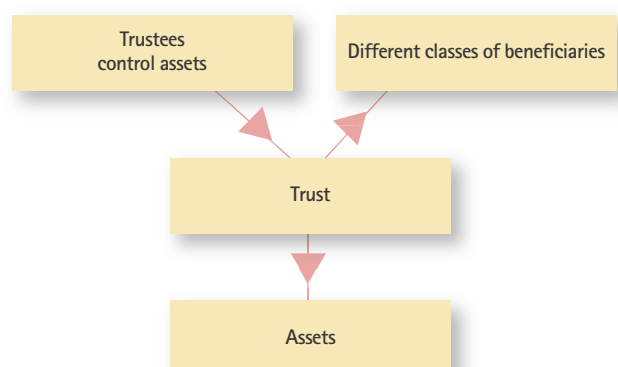 Trustees
control assets
Different classes of beneficiaries
Trust
Assets